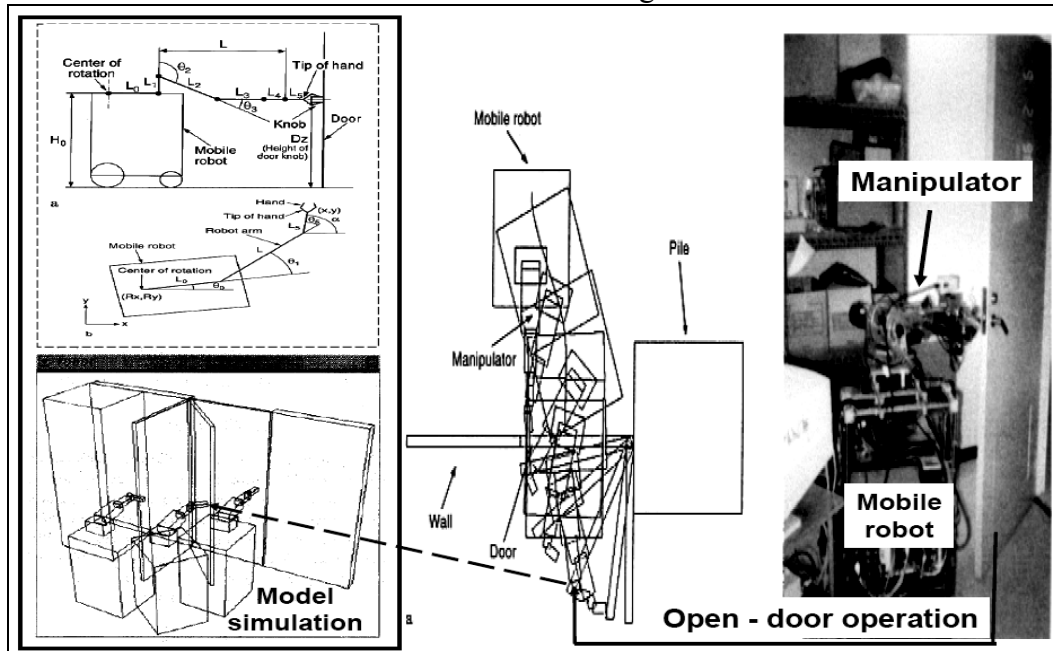 L
Center of
rotation
L₀
L₁
θ₂
L₂
L₃
L₄
L₅
Tip of hand
θ₃
Knob
Door
H₀
Mobile
robot
Dz
(Height of
door knob)
a
Hand
(x,y)
Tip of hand
α
L₅
Robot arm
L
Mobile robot
θ₁
Center of rotation
L₀
(Rx,Ry)
y
x
b
Model
simulation
Mobile robot
Pile
Manipulator
Wall
Door
a
Manipulator
Mobile
robot
Open - door operation